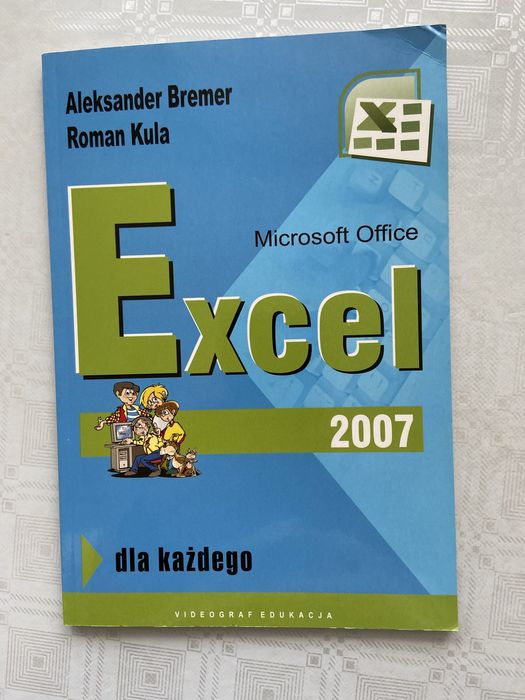 Aleksander Bremer
Roman Kula
Microsoft Office
Excel
2007
dla każdego
VIDEOGRAF EDUKACJA